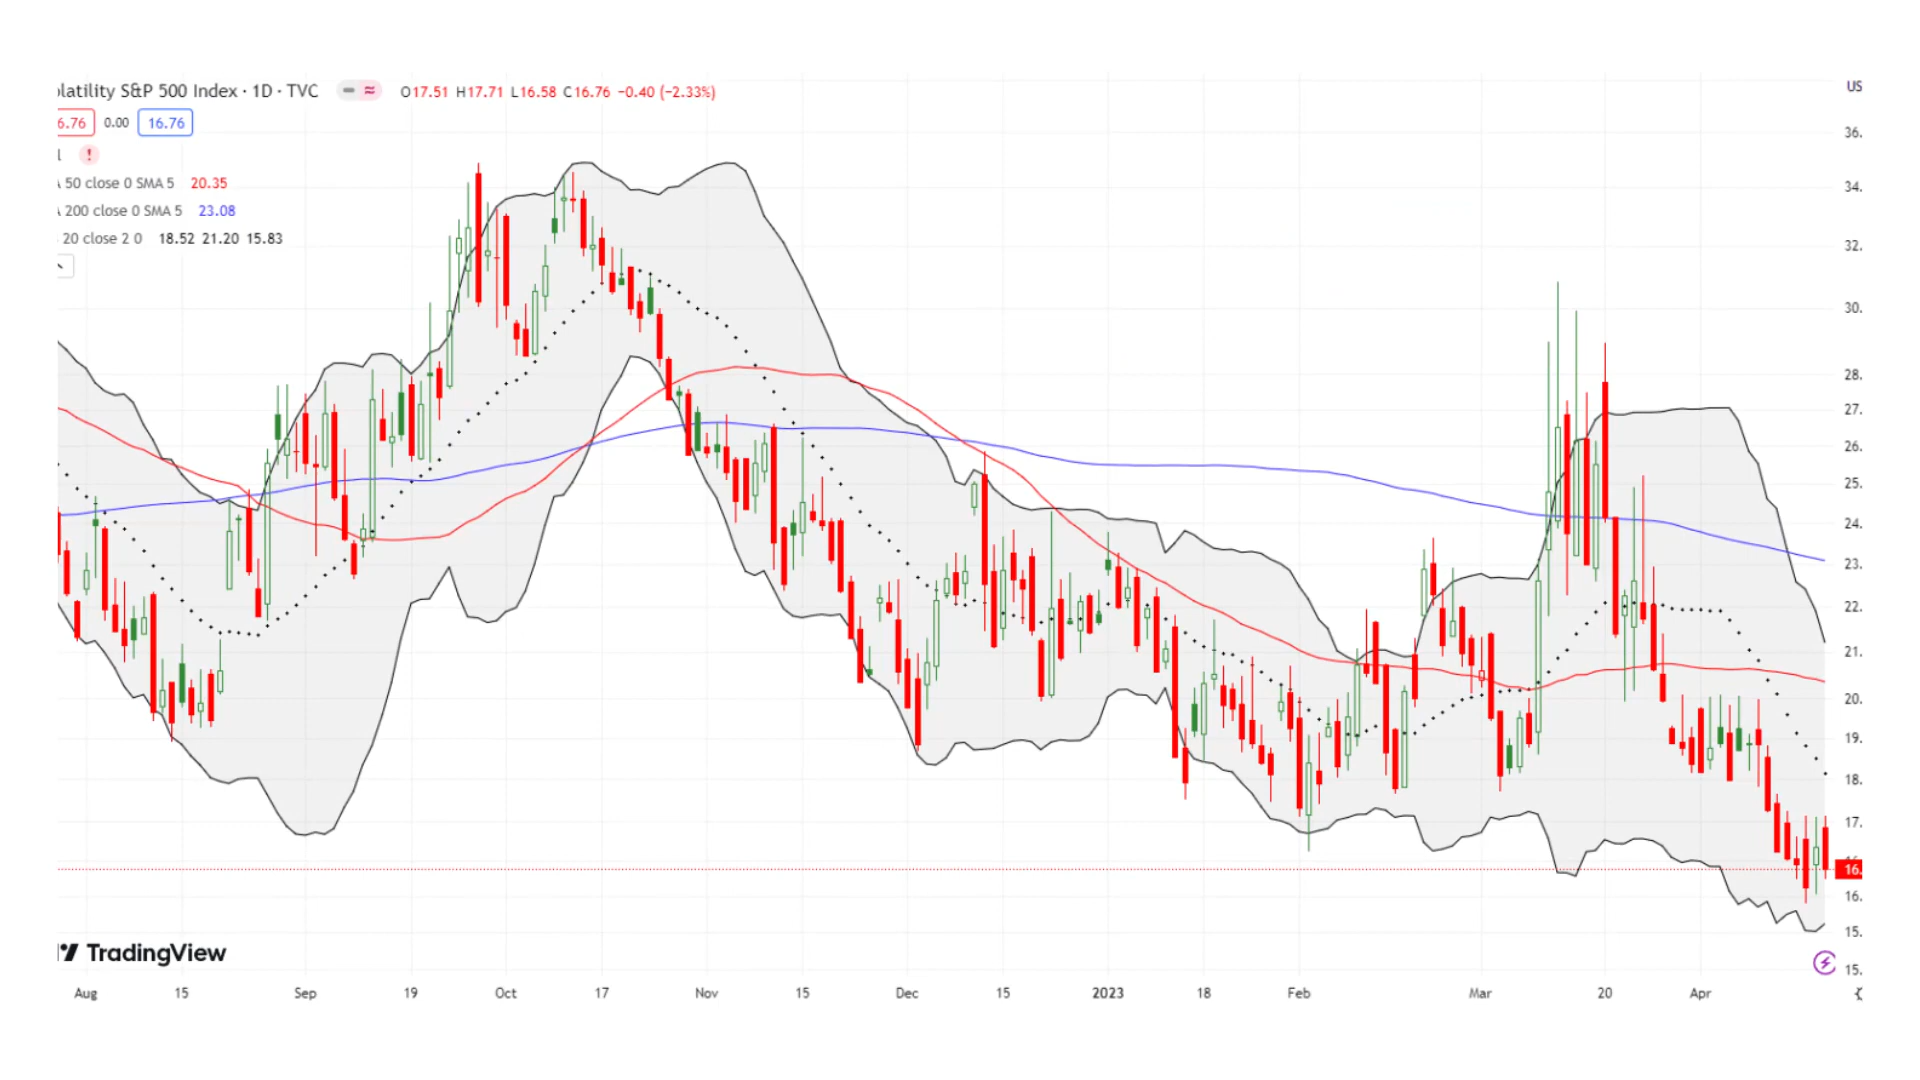 latility S&P 500 Index · 1D · TVC O17.51 H17.71 L16.58 C16.76 −0.40 (−2.33%)
6.76 0.00 16.76
!
50 close 0 SMA 5 20.35
200 close 0 SMA 5 23.08
20 close 2 0 18.52 21.20 15.83
US
36.
34.
32.
30.
28.
27.
26.
25.
24.
23.
22.
21.
20.
19.
18.
17.
16.
16.
15.
15.
TradingView
Aug 15 Sep 19 Oct 17 Nov 15 Dec 15 2023 18 Feb Mar 20 Apr